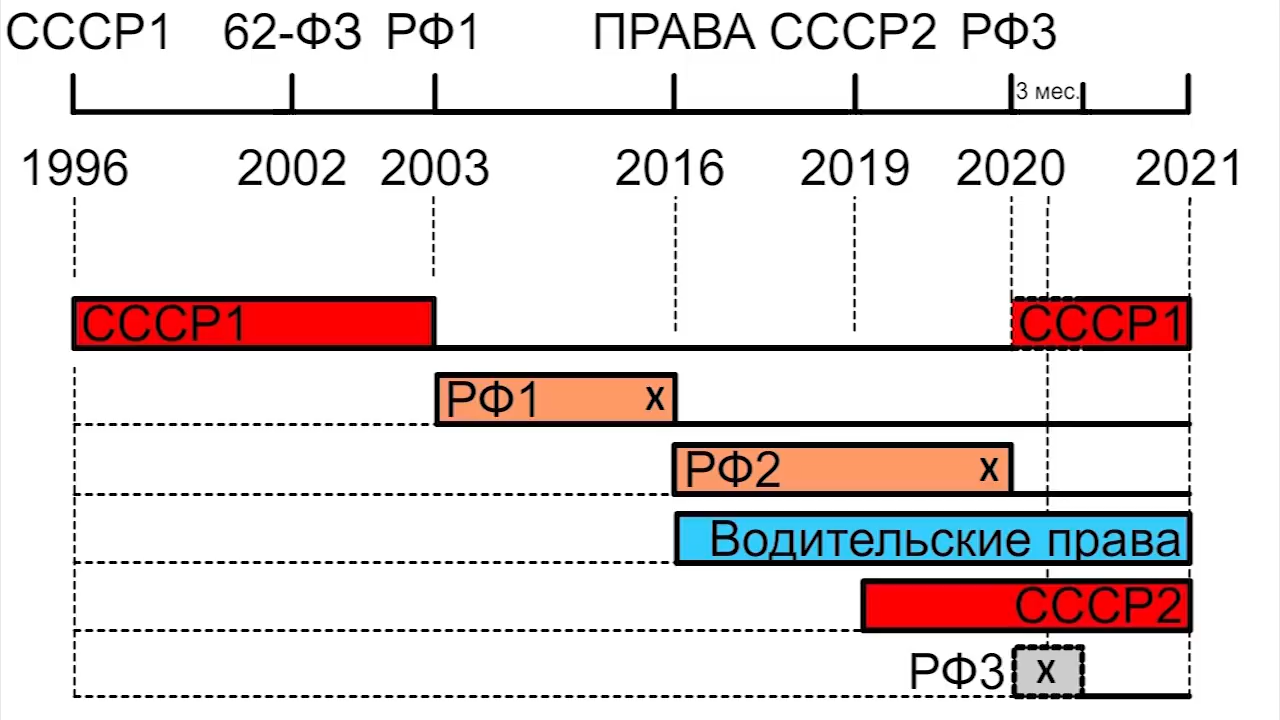 СССР1 62-ФЗ РФ1 ПРАВА СССР2 РФ3
3 мес.
1996 2002 2003 2016 2019 2020 2021
СССР1 СССР1
РФ1 X
РФ2 X
Водительские права
СССР2
РФ3 X